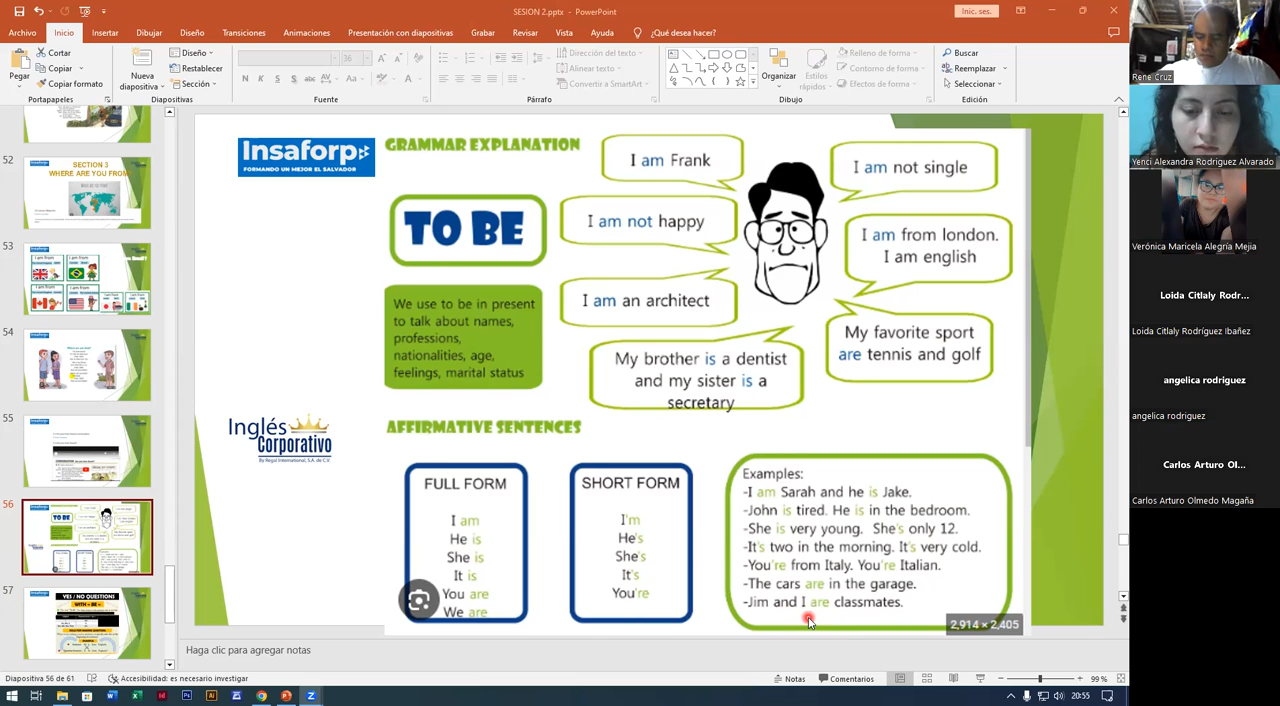 SESION 2.pptx - PowerPoint
Inic. ses.
Archivo Inicio Insertar Dibujar Diseño Transiciones Animaciones Presentación con diapositivas Grabar Revisar Vista Ayuda ¿Qué desea hacer?
Pegar
Cortar
Copiar
Copiar formato
Portapapeles
Nueva
diapositiva
Diseño
Restablecer
Sección
Diapositivas
36
N K S S abc AV Aa A
Fuente
Dirección del texto
Alinear texto
Convertir a SmartArt
Párrafo
Organizar
Estilos
rápidos
Relleno de forma
Contorno de forma
Efectos de forma
Dibujo
Buscar
Reemplazar
Seleccionar
Edición
52
SECTION 3
WHERE ARE YOU FROM
53
54
55
56
57
YES / NO QUESTIONS
WITH - BE -
Insaforp
FORMANDO UN MEJOR EL SALVADOR
GRAMMAR EXPLANATION
TO BE
We use to be in present
to talk about names,
professions,
nationalities, age,
feelings, marital status
I am Frank
I am not happy
I am an architect
My brother is a dentist
and my sister is a
secretary
I am not single
I am from london.
I am english
My favorite sport
are tennis and golf
Inglés
Corporativo
By Regal International, S.A. de C.V.
AFFIRMATIVE SENTENCES
FULL FORM
I am
He is
She is
It is
You are
We are
SHORT FORM
I'm
He's
She's
It's
You're
Examples:
-I am Sarah and he is Jake.
-John is tired. He is in the bedroom.
-She is very young. She's only 12.
-It's two in the morning. It's very cold.
-You're from Italy. You're Italian.
-The cars are in the garage.
-Jim and I are classmates.
2,914 × 2,405
Haga clic para agregar notas
Diapositiva 56 de 61
Accesibilidad: es necesario investigar
Notas
Comentarios
99 %
20:55
René Cruz
Yenci Alexandra Rodriguez Alvarado
Verónica Maricela Alegría Mejia
Loida Citlaly Rodr...
Loida Citlaly Rodríguez Ibañez
angelica rodriguez
angelica rodriguez
Carlos Arturo Ol...
Carlos Arturo Olmedo Magaña